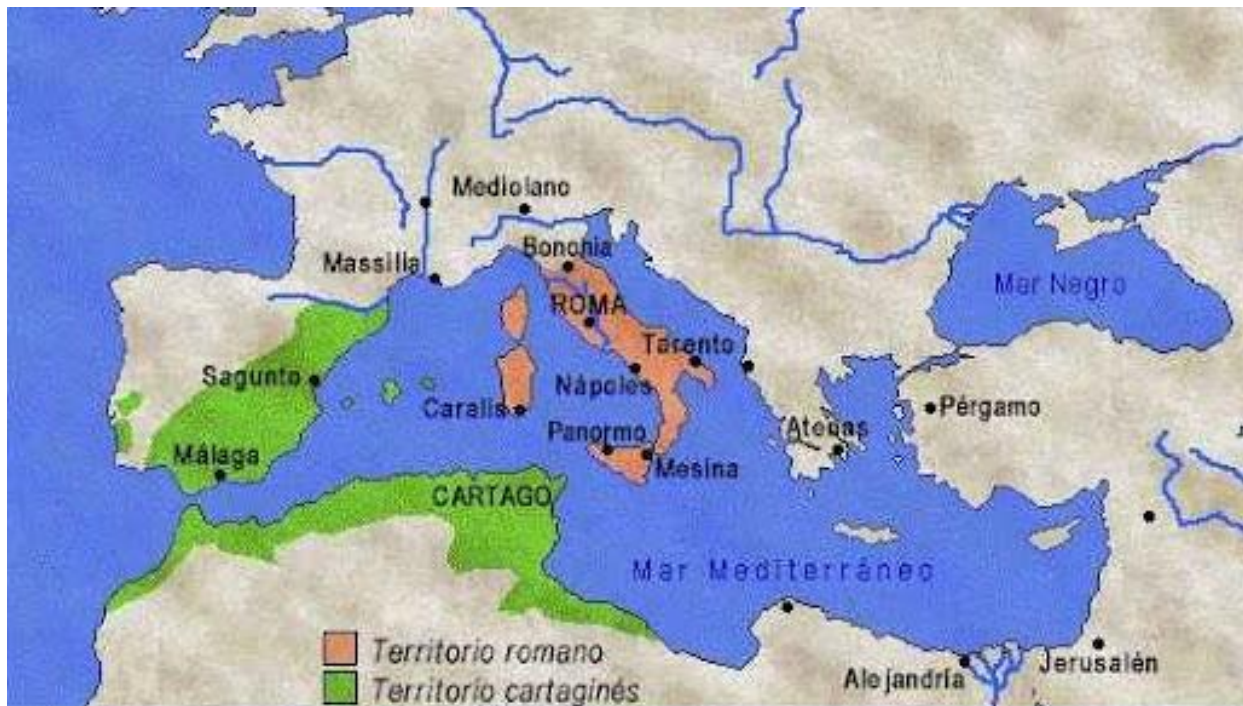 Mediolano
Bononia
Massilla
Mar Negro
ROMA
Tarento
Sagunto
Nápoles
Caralis
Pérgamo
Panormo
Atenas
Málaga
Mesina
CARTAGO
Mar Mediterráneo
Territorio romano
Jerusalén
Alejandría
Territorio cartaginés